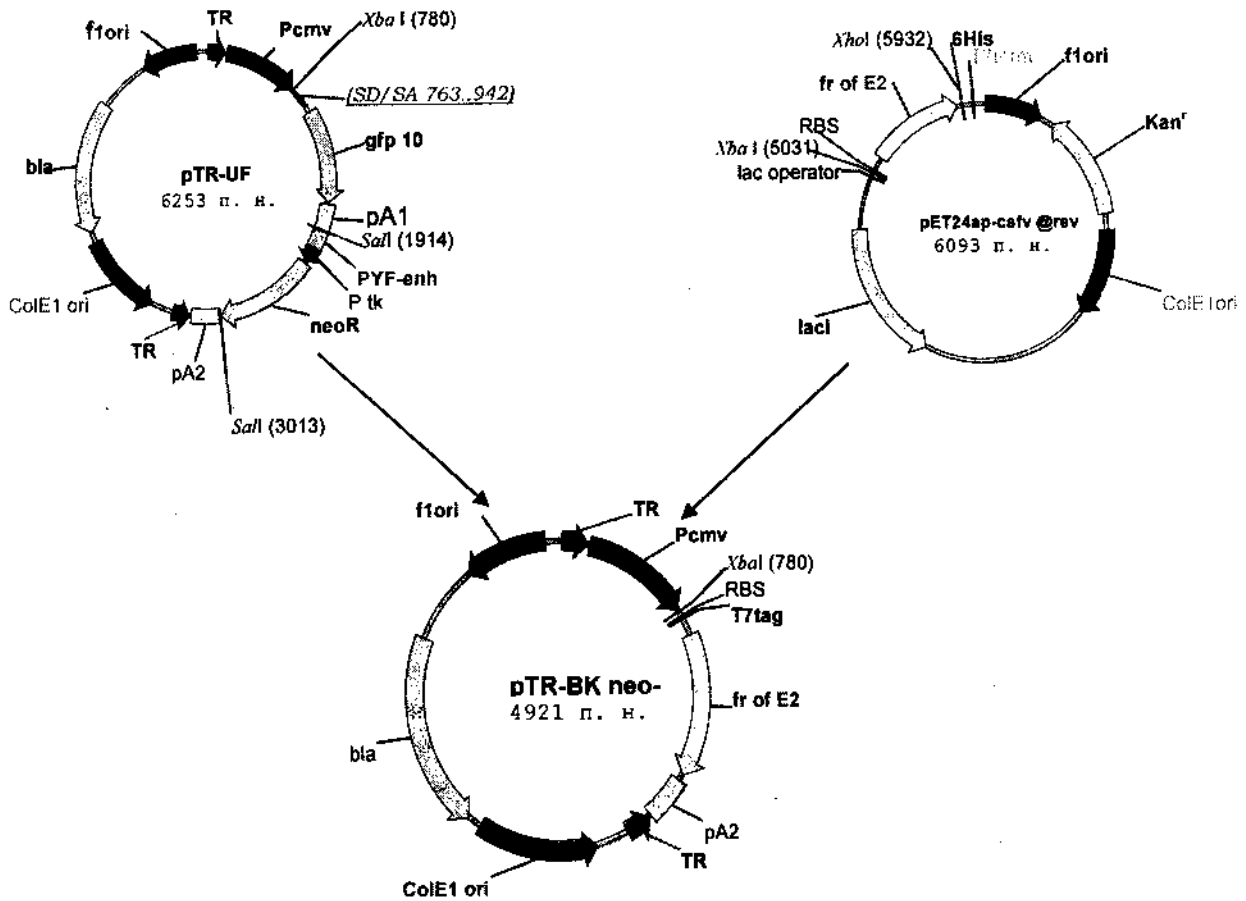 TR
XbaI (780)
f1ori
Pcmv
(SD/SA 763..942)
gfp 10
bla
pTR-UF
6253 п. н.
pA1
SalI (1914)
PYF-enh
P tk
ColE1 ori
neoR
TR
pA2
SalI (3013)
XhoI (5932)
6His
f1ori
fr of E2
Kanʳ
RBS
XbaI (5031)
lac operator
pET24ap-csfv @rev
6093 п. н.
ColE1ori
lacI
f1ori
TR
Pcmv
XbaI (780)
RBS
T7tag
pTR-BK neo-
4921 п. н.
fr of E2
bla
pA2
TR
ColE1 ori